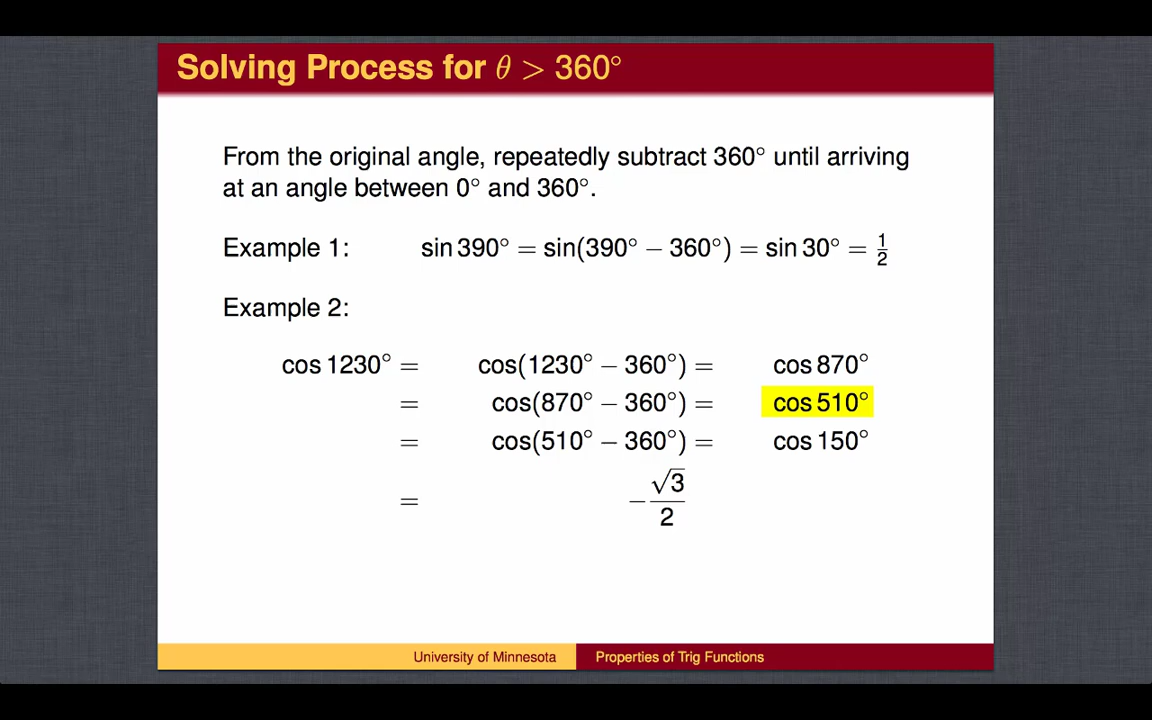 Solving Process for θ > 360°
From the original angle, repeatedly subtract 360° until arriving
at an angle between 0° and 360°.
Example 1: sin 390° = sin(390° − 360°) = sin 30° = 1/2
Example 2:
cos 1230° = cos(1230° − 360°) = cos 870°
= cos(870° − 360°) = cos 510°
= cos(510° − 360°) = cos 150°
= −√3/2
University of Minnesota Properties of Trig Functions